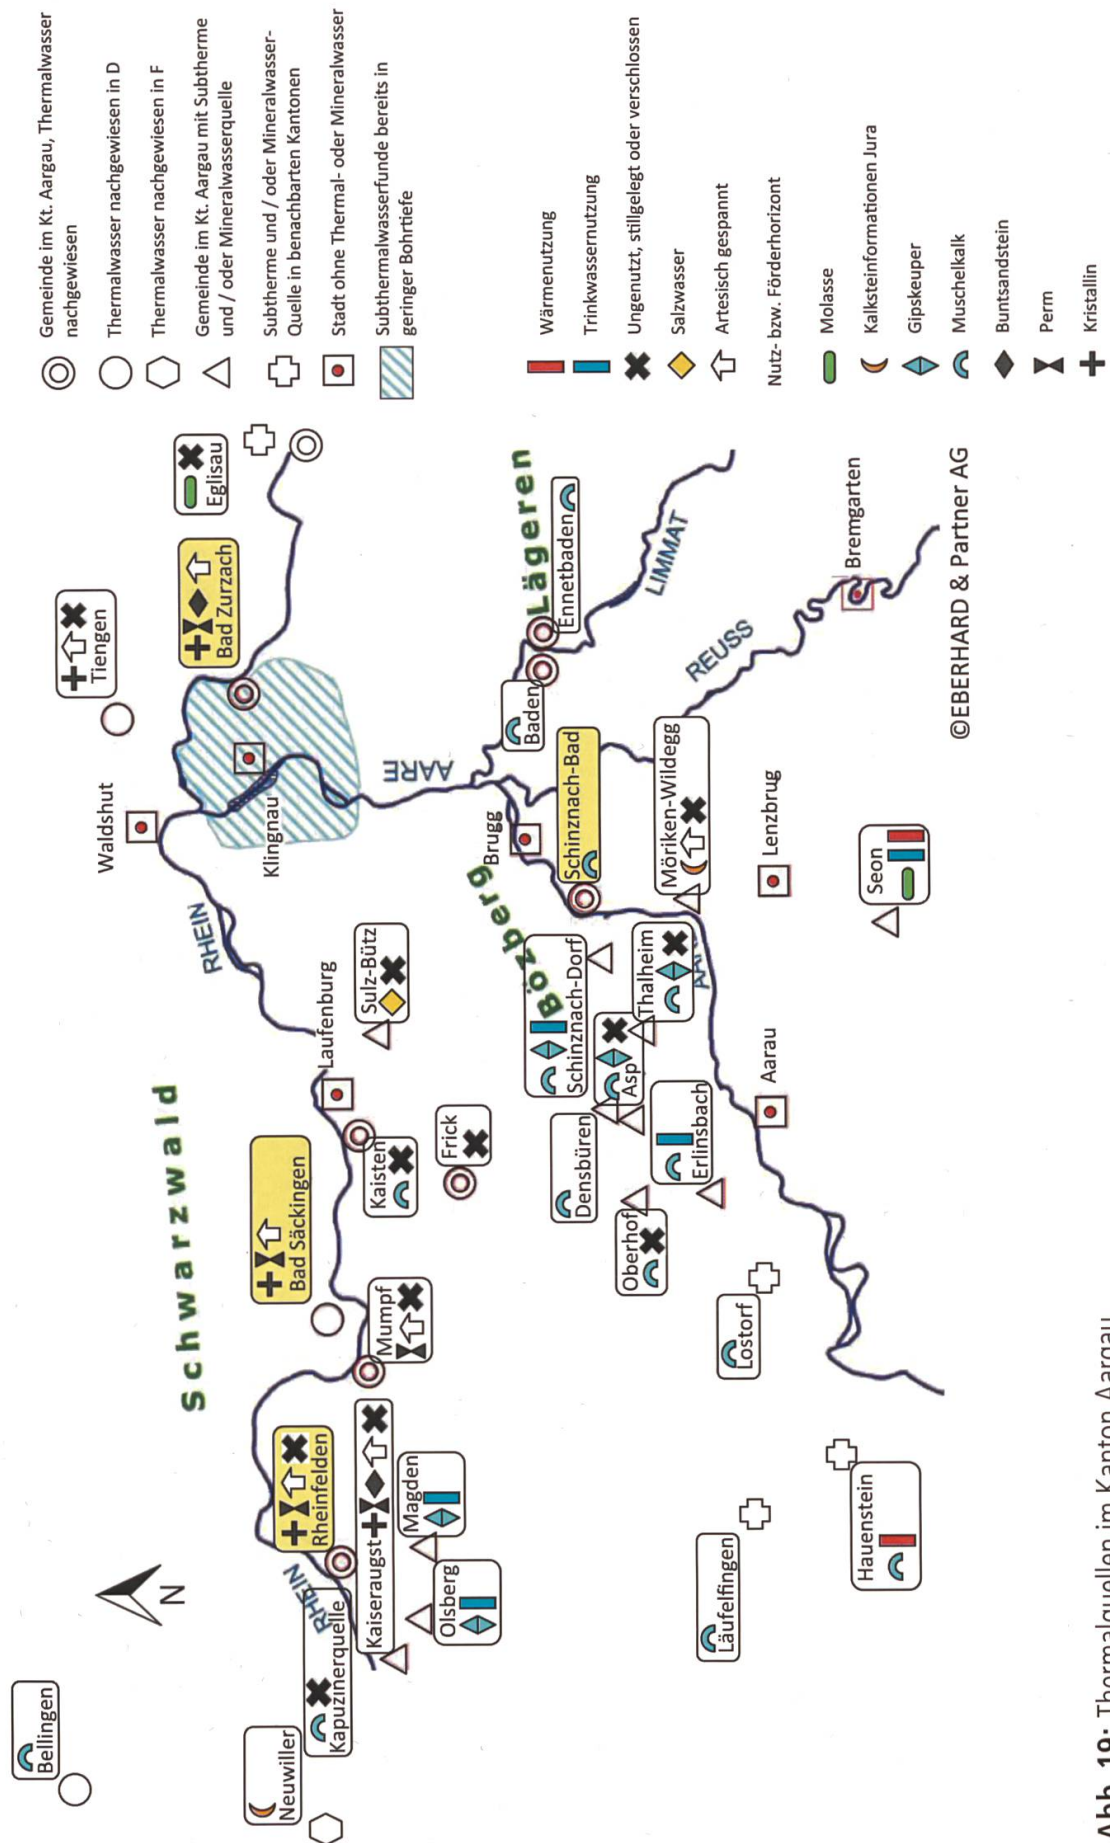 Bellingen
Neuwiller
Kapuzinerquelle
RHEIN
Rheinfelden
Kaiseraugst
Magden
Olsberg
Mumpf
Schwarzwald
Bad Säckingen
Kaisten
Frick
Laufenburg
Sulz-Bütz
RHEIN
Waldshut
Klingnau
Tiengen
Bad Zurzach
Eglisau
AARE
Bözberg
Brugg
Baden
Ennetbaden
Lägeren
LIMMAT
REUSS
Bremgarten
Schinznach-Bad
Schinznach-Dorf
Möriken-Wildegg
Thalheim
Asp
Densbüren
Oberhof
Erlinsbach
Aarau
Lenzbrug
Seon
Lostorf
Läufelfingen
Hauenstein
N
©EBERHARD & Partner AG
Gemeinde im Kt. Aargau, Thermalwasser
nachgewiesen
Thermalwasser nachgewiesen in D
Thermalwasser nachgewiesen in F
Gemeinde im Kt. Aargau mit Subtherme
und / oder Mineralwasserquelle
Subtherme und / oder Mineralwasser-
Quelle in benachbarten Kantonen
Stadt ohne Thermal- oder Mineralwasser
Subthermalwasserfunde bereits in
geringer Bohrtiefe
Wärmenutzung
Trinkwassernutzung
Ungenutzt, stillgelegt oder verschlossen
Salzwasser
Artesisch gespannt
Nutz- bzw. Förderhorizont
Molasse
Kalksteinformationen Jura
Gipskeuper
Muschelkalk
Buntsandstein
Perm
Kristallin
Abb. 19: Thermalquellen im Kanton Aargau